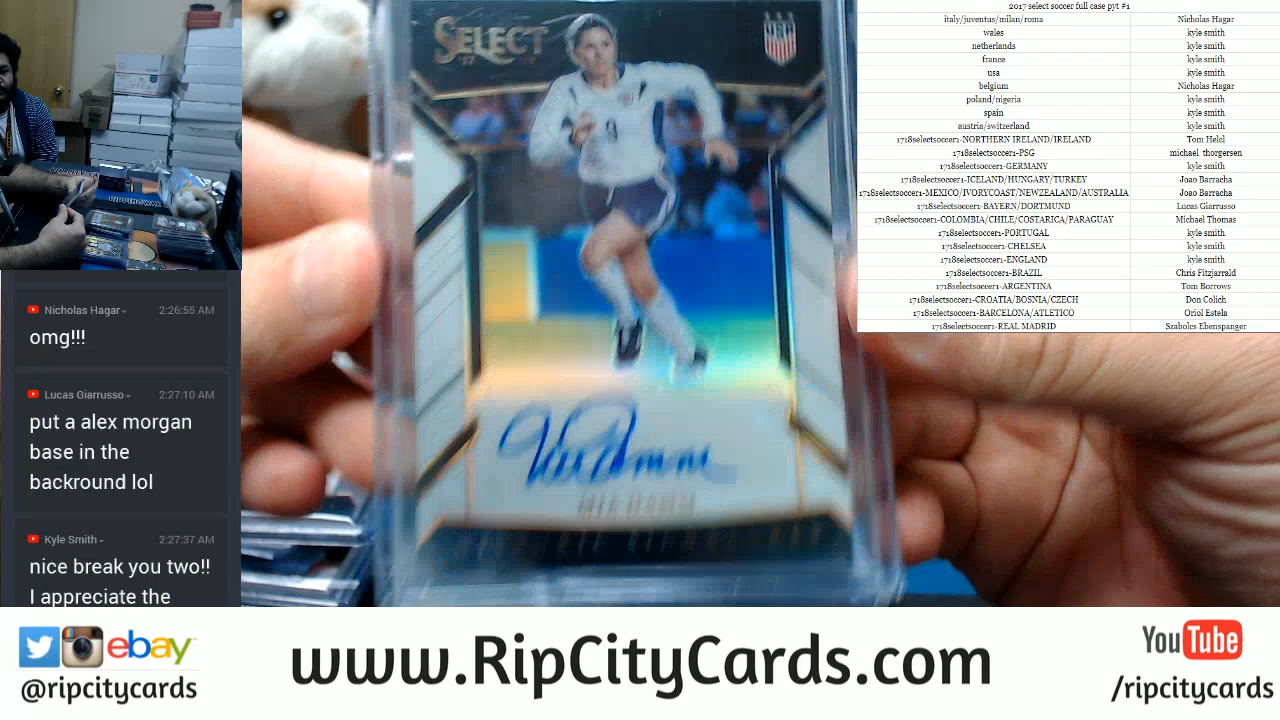 2017 select soccer full case pyt #1
italy/juventus/milan/roma Nicholas Hagar
wales kyle smith
netherlands kyle smith
france kyle smith
usa kyle smith
belgium Nicholas Hagar
poland/nigeria kyle smith
spain kyle smith
austria/switzerland kyle smith
1718selectsoccer1-NORTHERN IRELAND/IRELAND Tom Helcl
1718selectsoccer1-PSG michael thorgersen
1718selectsoccer1-GERMANY kyle smith
1718selectsoccer1-ICELAND/HUNGARY/TURKEY Joao Barracha
1718selectsoccer1-MEXICO/IVORYCOAST/NEWZEALAND/AUSTRALIA Joao Barracha
1718selectsoccer1-BAYERN/DORTMUND Lucas Giarrusso
1718selectsoccer1-COLOMBIA/CHILE/COSTARICA/PARAGUAY Michael Thomas
1718selectsoccer1-PORTUGAL kyle smith
1718selectsoccer1-CHELSEA kyle smith
1718selectsoccer1-ENGLAND kyle smith
1718selectsoccer1-BRAZIL Chris Fitzjarrald
1718selectsoccer1-ARGENTINA Tom Borrows
1718selectsoccer1-CROATIA/BOSNIA/CZECH Don Colich
1718selectsoccer1-BARCELONA/ATLETICO Oriol Estela
1718selectsoccer1-REAL MADRID Szabolcs Ebenspanger
SELECT
9
MIA HAMM
Nicholas Hagar 2:26:55 AM
omg!!!
Lucas Giarrusso 2:27:10 AM
put a alex morgan
base in the
backround lol
Kyle Smith 2:27:37 AM
nice break you two!!
I appreciate the
ebay
@ripcitycards
www.RipCityCards.com
YouTube
/ripcitycards